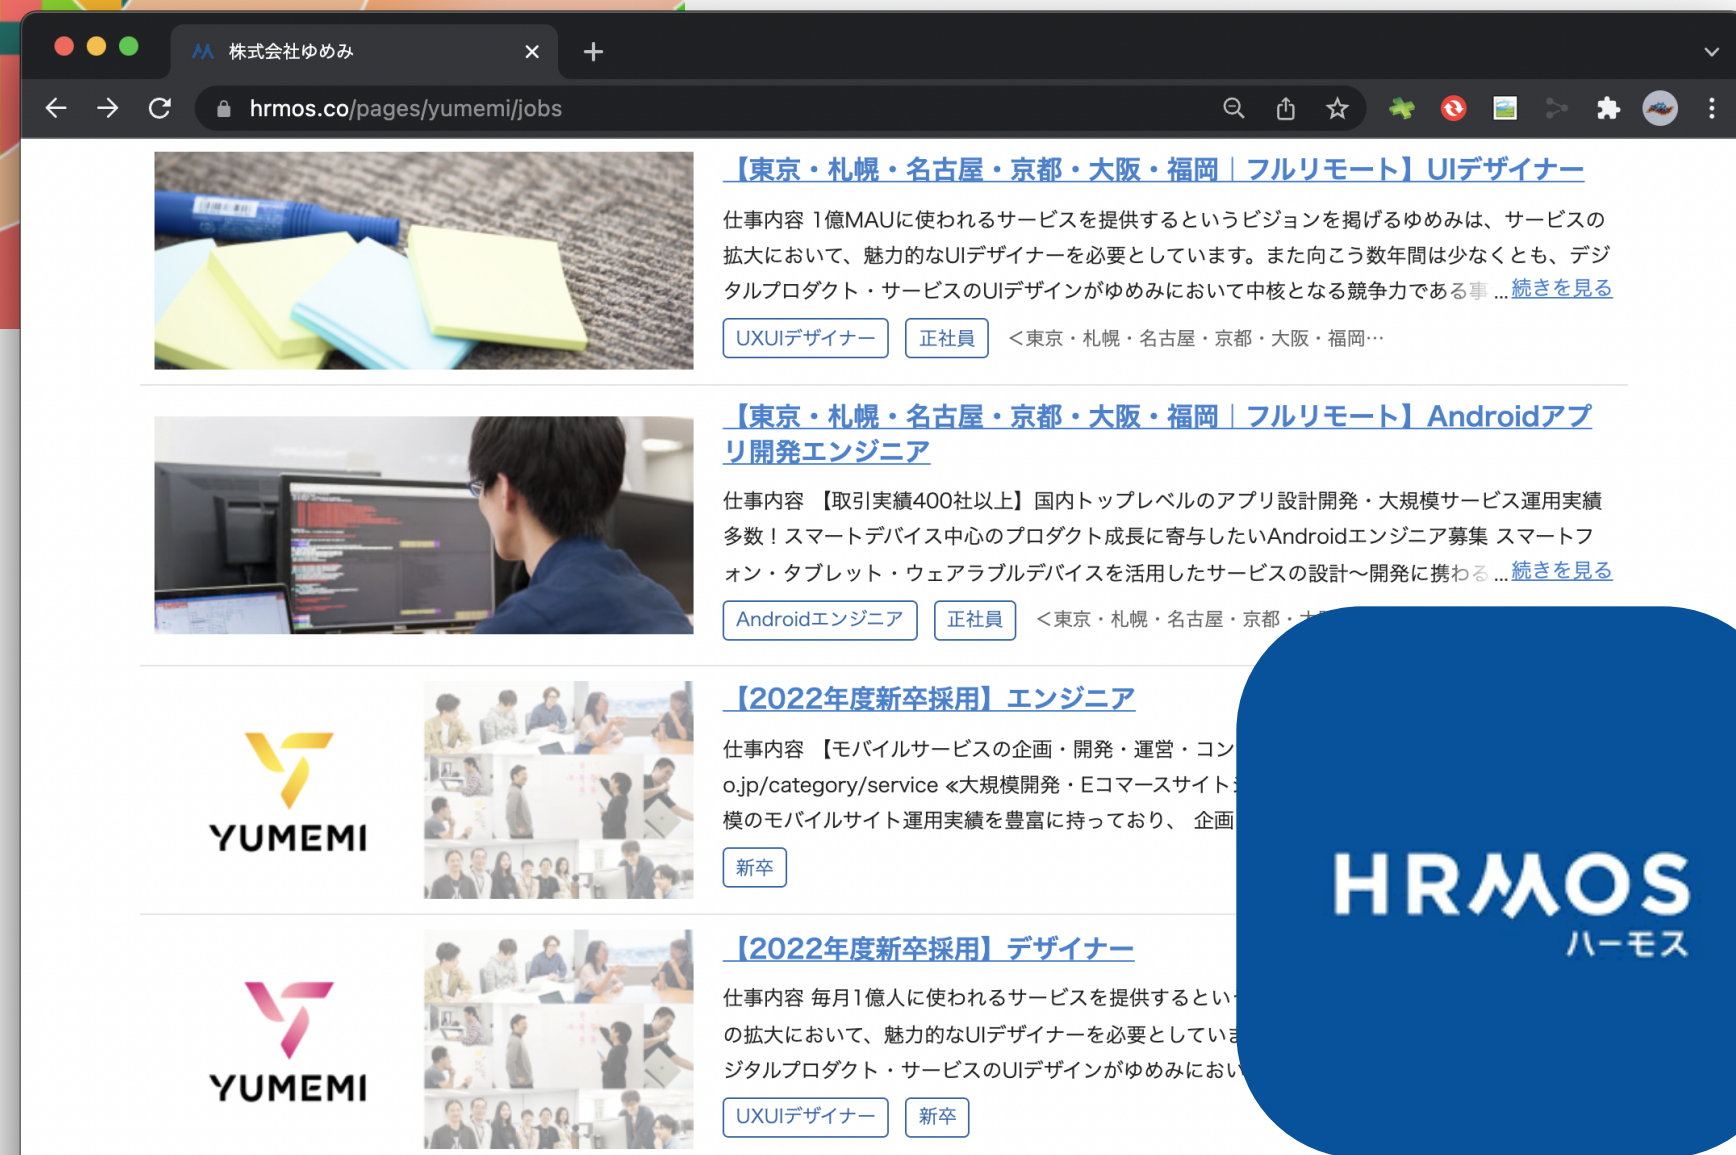 株式会社ゆめみ
hrmos.co/pages/yumemi/jobs
【東京・札幌・名古屋・京都・大阪・福岡｜フルリモート】UIデザイナー
仕事内容 1億MAUに使われるサービスを提供するというビジョンを掲げるゆめみは、サービスの
拡大において、魅力的なUIデザイナーを必要としています。また向こう数年間は少なくとも、デジ
タルプロダクト・サービスのUIデザインがゆめみにおいて中核となる競争力である事 ...続きを見る
UXUIデザイナー 正社員 ＜東京・札幌・名古屋・京都・大阪・福岡…
【東京・札幌・名古屋・京都・大阪・福岡｜フルリモート】Androidアプ
リ開発エンジニア
仕事内容 【取引実績400社以上】国内トップレベルのアプリ設計開発・大規模サービス運用実績
多数！スマートデバイス中心のプロダクト成長に寄与したいAndroidエンジニア募集 スマートフ
ォン・タブレット・ウェアラブルデバイスを活用したサービスの設計〜開発に携わる ...続きを見る
Androidエンジニア 正社員 ＜東京・札幌・名古屋・京都・
YUMEMI
【2022年度新卒採用】エンジニア
仕事内容 【モバイルサービスの企画・開発・運営・コン
o.jp/category/service ≪大規模開発・Eコマースサイト
模のモバイルサイト運用実績を豊富に持っており、 企画
新卒
YUMEMI
【2022年度新卒採用】デザイナー
仕事内容 毎月1億人に使われるサービスを提供するとい
の拡大において、魅力的なUIデザイナーを必要としていま
ジタルプロダクト・サービスのUIデザインがゆめみにおい
UXUIデザイナー 新卒
HRMOS
ハーモス